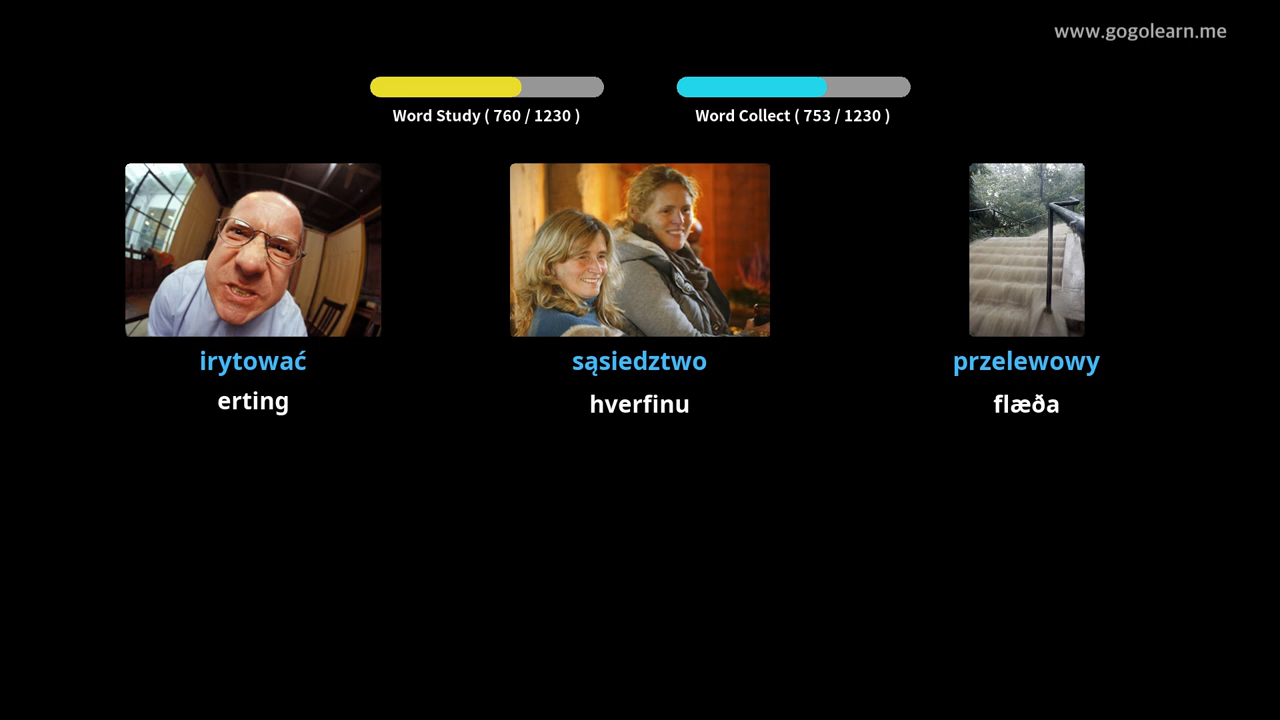 www.gogolearn.me
Word Study ( 760 / 1230 )
Word Collect ( 753 / 1230 )
irytować
sąsiedztwo
przelewowy
erting
hverfinu
flæða